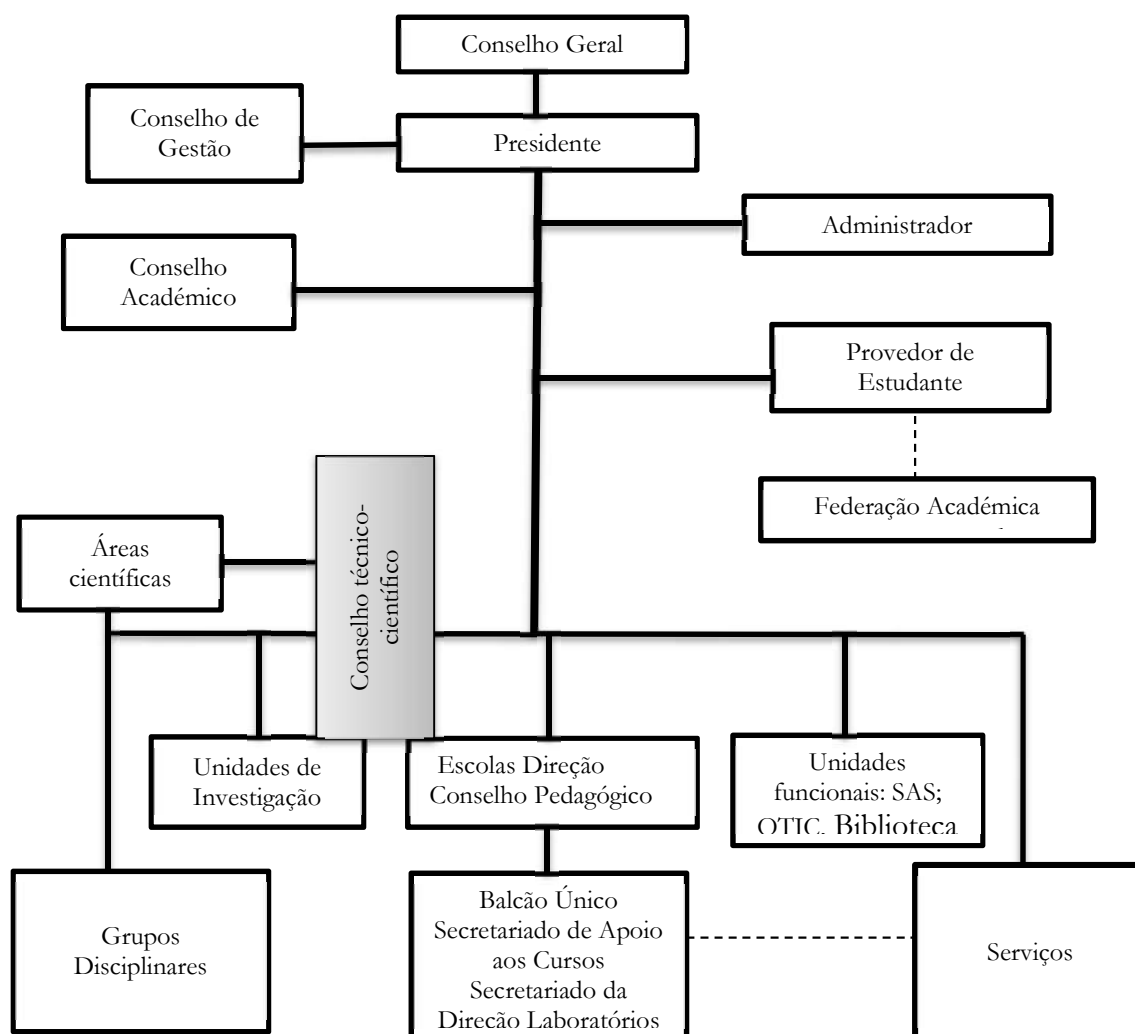 Conselho Geral
Conselho de
Gestão
Presidente
Administrador
Conselho
Académico
Provedor de
Estudante
Federação Académica
Áreas
científicas
Conselho técnico-
científico
Unidades de
Investigação
Escolas Direção
Conselho Pedagógico
Unidades
funcionais: SAS;
OTIC, Biblioteca
Grupos
Disciplinares
Balcão Único
Secretariado de Apoio
aos Cursos
Secretariado da
Direção Laboratórios
Serviços